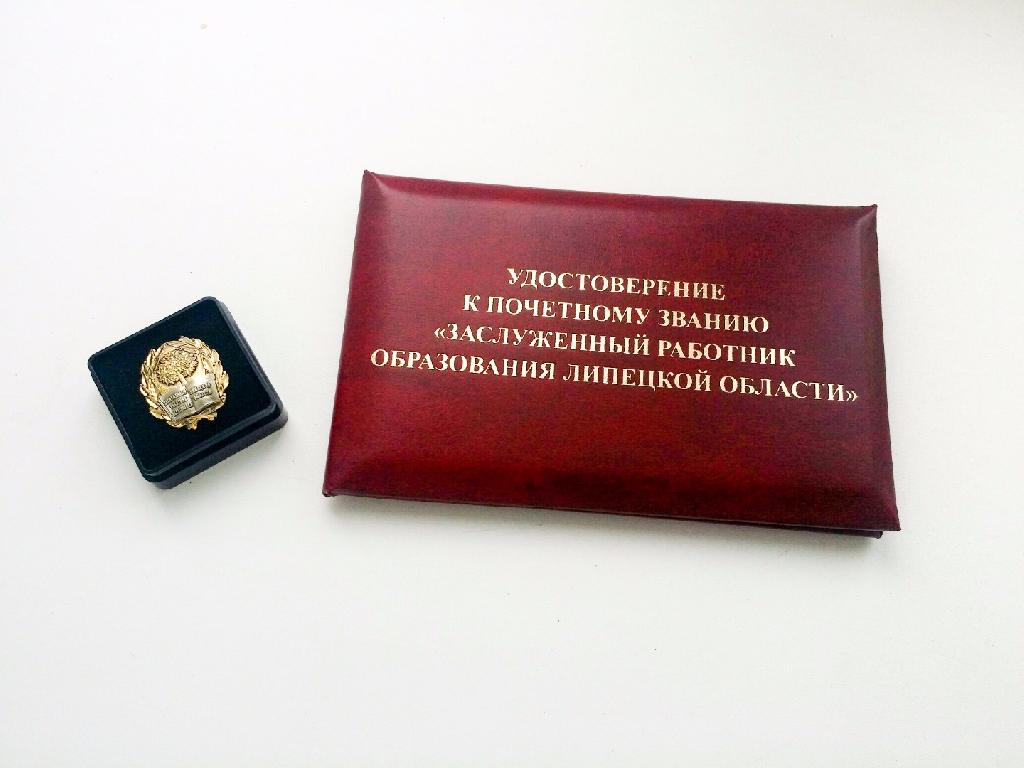 УДОСТОВЕРЕНИЕ
К ПОЧЕТНОМУ ЗВАНИЮ
«ЗАСЛУЖЕННЫЙ РАБОТНИК
ОБРАЗОВАНИЯ ЛИПЕЦКОЙ ОБЛАСТИ»